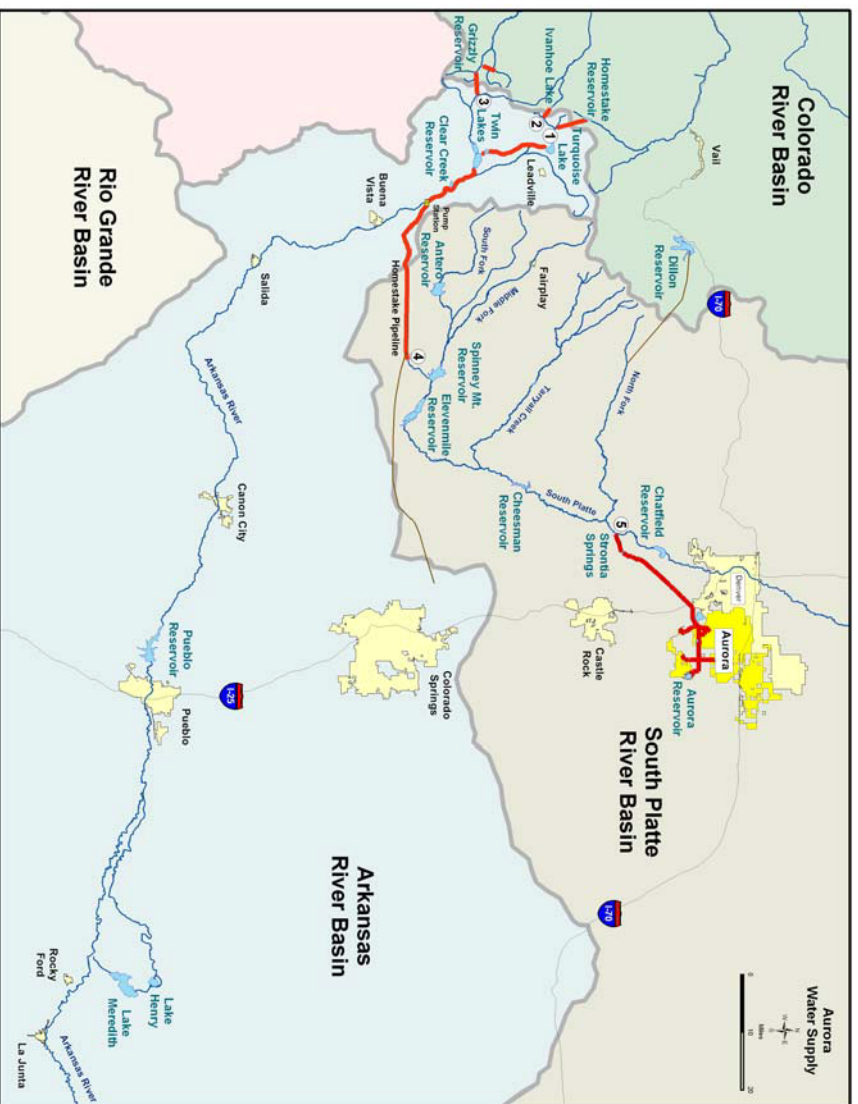 Aurora
Water Supply
N
W
E
S
Miles
0
10
20
Colorado
River Basin
Vail
Dillon
Reservoir
I-70
Homestake
Reservoir
Ivanhoe Lake
Grizzly
Reservoir
1
2
3
Turquoise
Lake
Leadville
Twin
Lakes
Clear Creek
Reservoir
Buena
Vista
Pump
Station
Antero
Reservoir
South Fork
Fairplay
Middle Fork
Homestake Pipeline
4
Spinney Mt.
Reservoir
Elevenmile
Reservoir
Tarryall Creek
North Fork
South Platte
Cheesman
Reservoir
5
Strontia
Springs
Chatfield
Reservoir
Denver
Aurora
Aurora
Reservoir
Castle
Rock
South Platte
River Basin
I-70
Colorado
Springs
Arkansas
River Basin
Rio Grande
River Basin
Salida
Arkansas River
Canon City
Pueblo
Reservoir
Pueblo
I-25
Lake
Henry
Lake
Meredith
Rocky
Ford
La Junta
Arkansas River